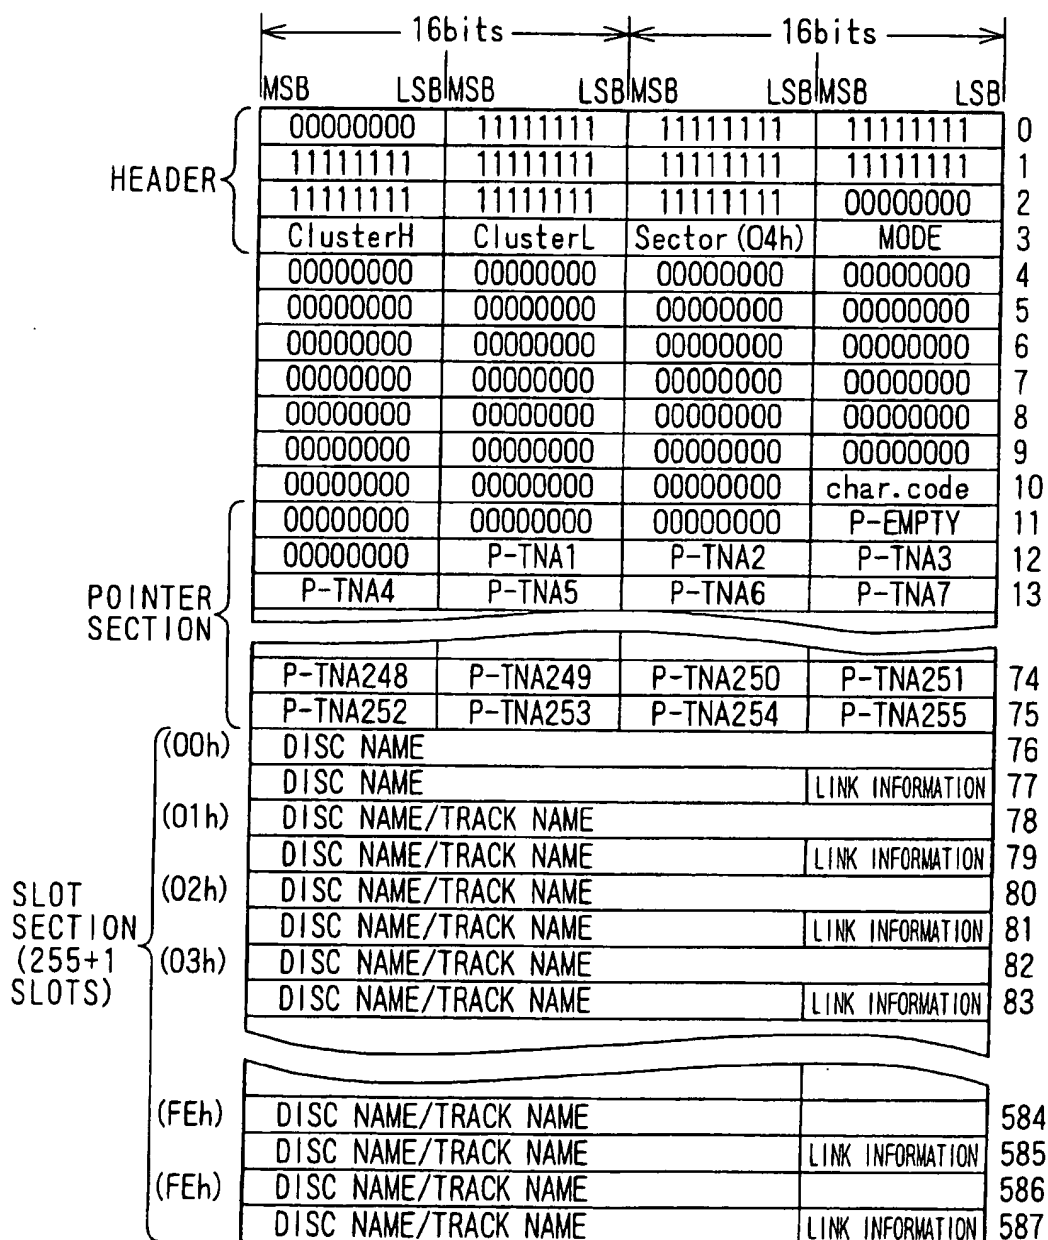 16bits 16bits
MSB LSB MSB LSB MSB LSB MSB LSB
00000000 11111111 11111111 11111111 0
HEADER 11111111 11111111 11111111 11111111 1
11111111 11111111 11111111 00000000 2
ClusterH ClusterL Sector(04h) MODE 3
00000000 00000000 00000000 00000000 4
00000000 00000000 00000000 00000000 5
00000000 00000000 00000000 00000000 6
00000000 00000000 00000000 00000000 7
00000000 00000000 00000000 00000000 8
00000000 00000000 00000000 00000000 9
00000000 00000000 00000000 char.code 10
00000000 00000000 00000000 P-EMPTY 11
00000000 P-TNA1 P-TNA2 P-TNA3 12
POINTER SECTION P-TNA4 P-TNA5 P-TNA6 P-TNA7 13
P-TNA248 P-TNA249 P-TNA250 P-TNA251 74
P-TNA252 P-TNA253 P-TNA254 P-TNA255 75
(00h) DISC NAME 76
DISC NAME LINK INFORMATION 77
(01h) DISC NAME/TRACK NAME 78
DISC NAME/TRACK NAME LINK INFORMATION 79
SLOT SECTION (255+1 SLOTS) (02h) DISC NAME/TRACK NAME 80
DISC NAME/TRACK NAME LINK INFORMATION 81
(03h) DISC NAME/TRACK NAME 82
DISC NAME/TRACK NAME LINK INFORMATION 83
(FEh) DISC NAME/TRACK NAME 584
DISC NAME/TRACK NAME LINK INFORMATION 585
(FEh) DISC NAME/TRACK NAME 586
DISC NAME/TRACK NAME LINK INFORMATION 587